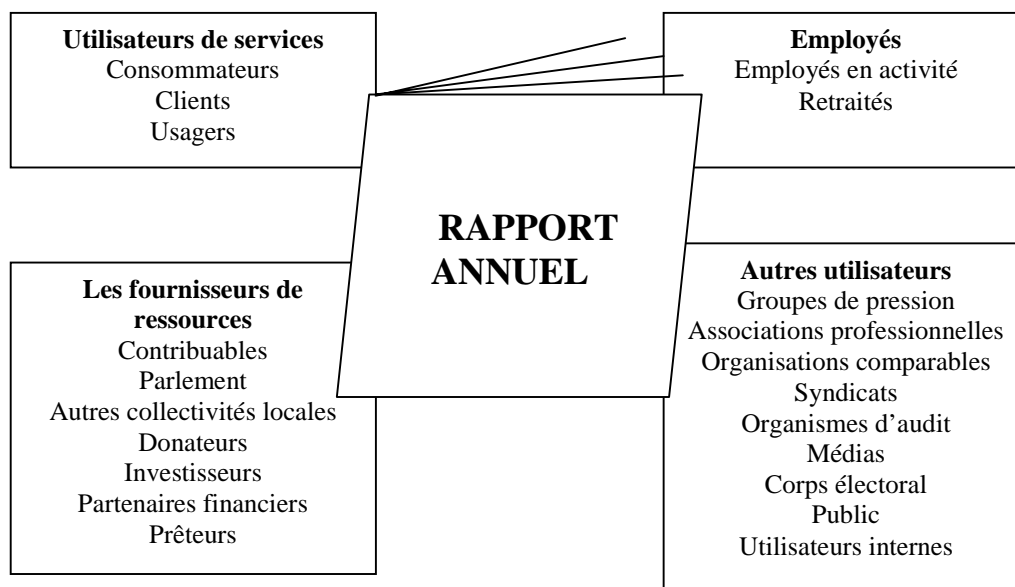 Utilisateurs de services
Consommateurs
Clients
Usagers
Employés
Employés en activité
Retraités
RAPPORT
ANNUEL
Les fournisseurs de
ressources
Contribuables
Parlement
Autres collectivités locales
Donateurs
Investisseurs
Partenaires financiers
Prêteurs
Autres utilisateurs
Groupes de pression
Associations professionnelles
Organisations comparables
Syndicats
Organismes d’audit
Médias
Corps électoral
Public
Utilisateurs internes